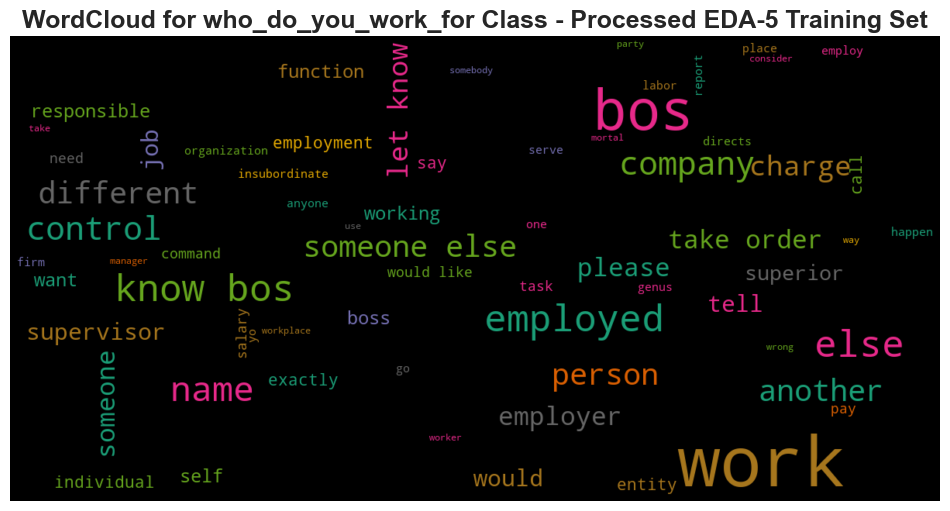 WordCloud for who_do_you_work_for Class - Processed EDA-5 Training Set
party
place
employ
function
let know
somebody
consider
report
labor
responsible
bos
take
job
employment
mortal
directs
organization
say
serve
company
charge
call
need
insubordinate
different
anyone
working
control
use
one
happen
someone else
take order
way
command
firm
manager
would like
please
superior
want
know bos
task
genus
tell
boss
employed
supervisor
salary
yo
workplace
wrong
else
someone
name
exactly
go
person
another
employer
pay
worker
work
individual
self
would
entity